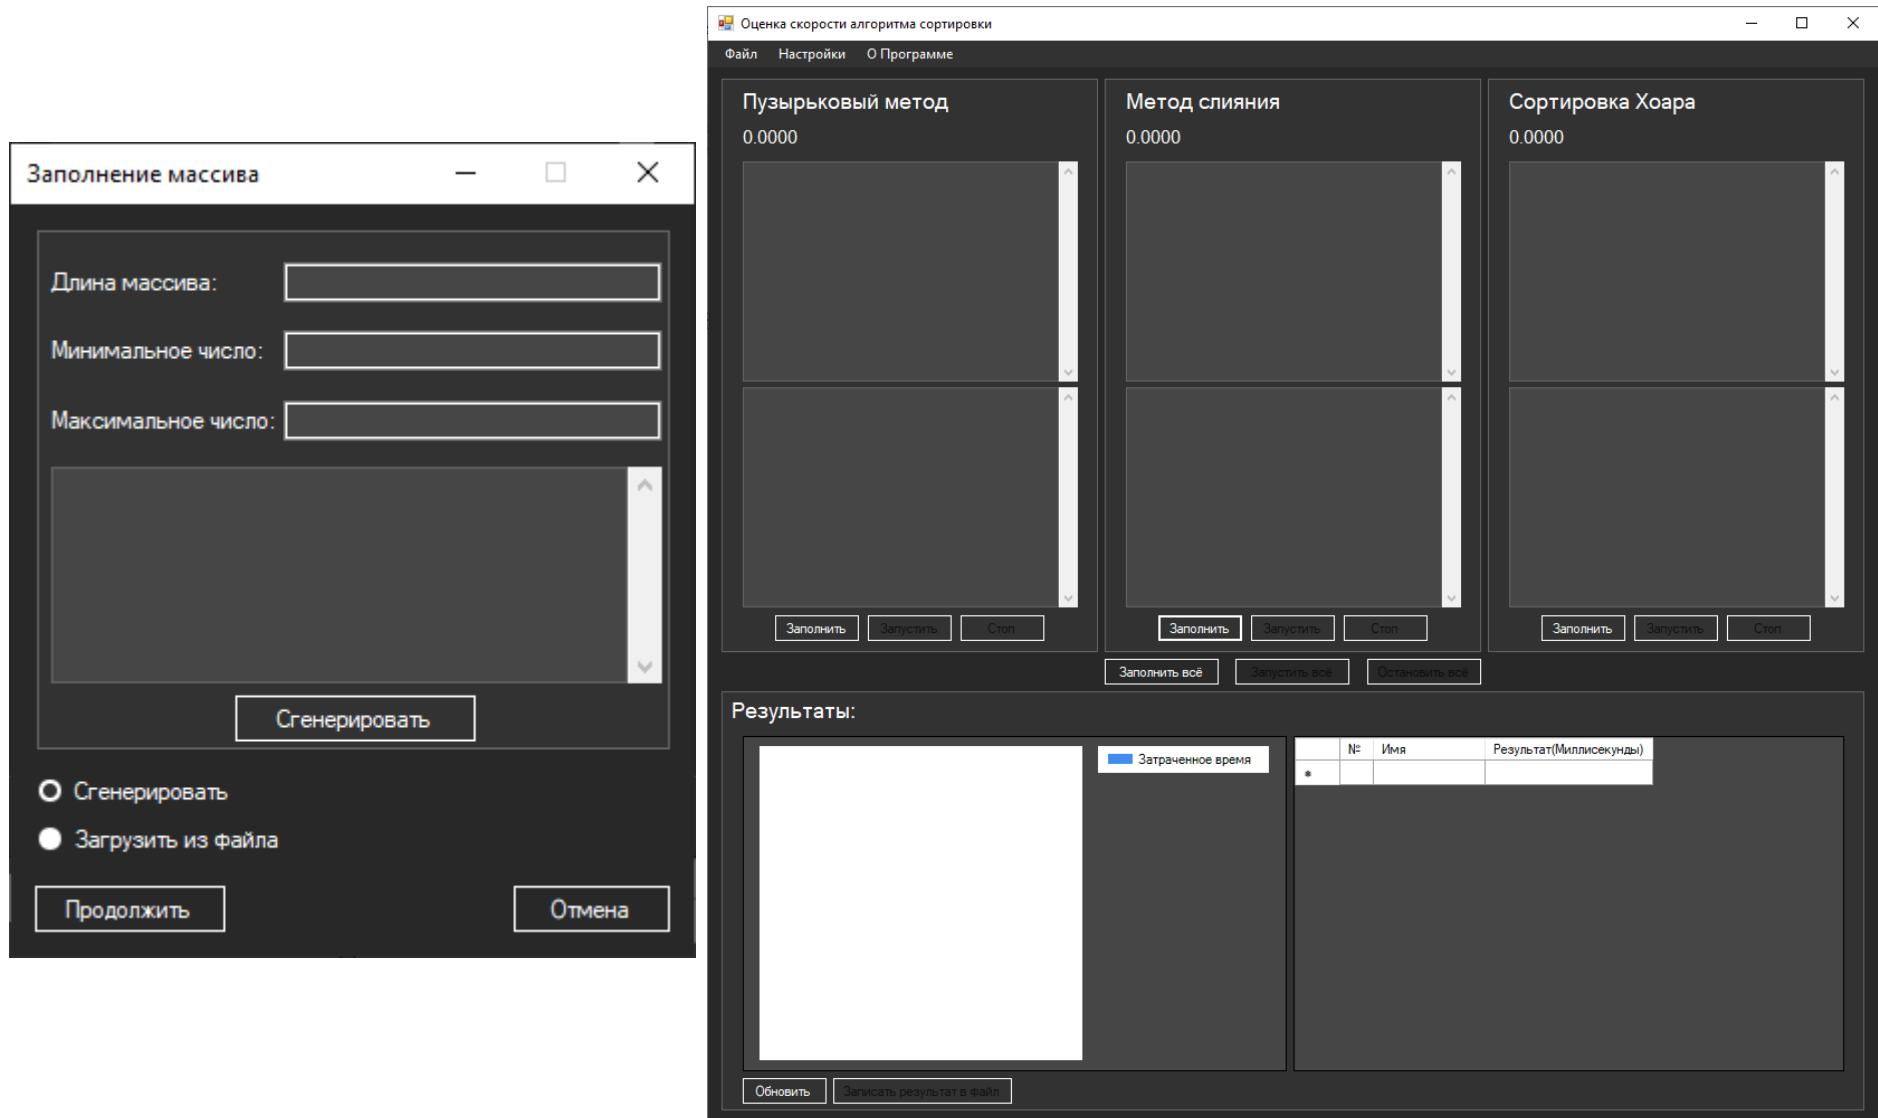 Заполнение массива
Длина массива:
Минимальное число:
Максимальное число:
Сгенерировать
Сгенерировать
Загрузить из файла
Продолжить
Отмена
Оценка скорости алгоритма сортировки
Файл Настройки О Программе
Пузырьковый метод
0.0000
Заполнить Запустить Стоп
Метод слияния
0.0000
Заполнить Запустить Стоп
Сортировка Хоара
0.0000
Заполнить Запустить Стоп
Заполнить всё Запустить всё Остановить всё
Результаты:
Затраченное время
№ Имя Результат(Миллисекунды)
*
Обновить Записать результат в файл